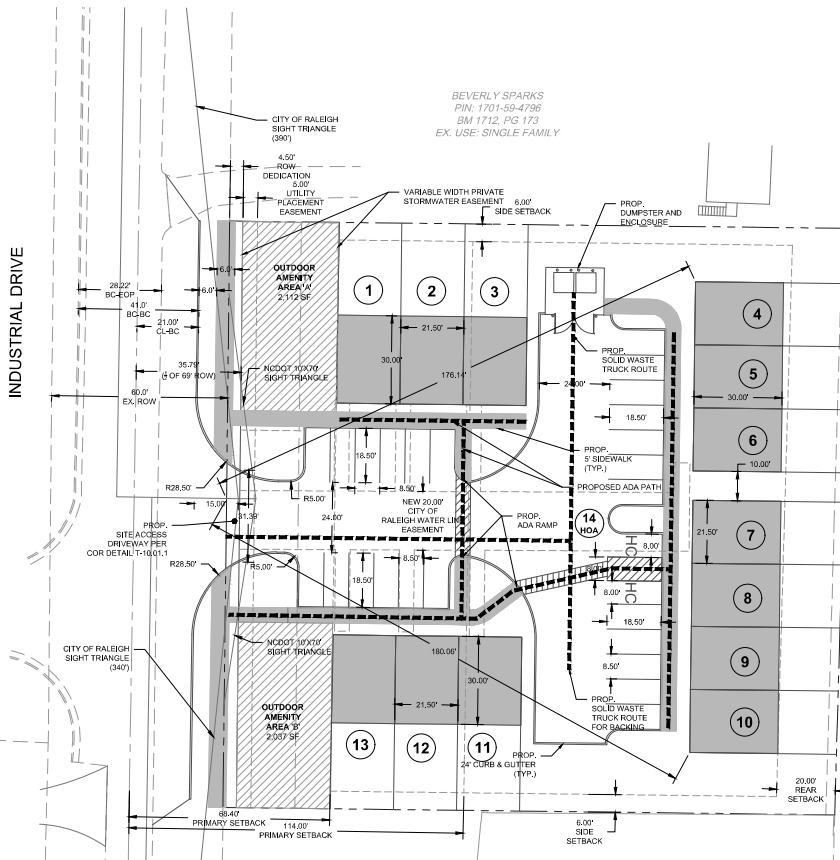 BEVERLY SPARKS
PIN: 1701-59-4796
BM 1712, PG 173
EX. USE: SINGLE FAMILY
CITY OF RALEIGH
SIGHT TRIANGLE
(390')
4.50'
ROW
DEDICATION
5.00'
UTILITY
PLACEMENT
EASEMENT
VARIABLE WIDTH PRIVATE
STORMWATER EASEMENT
6.00'
SIDE SETBACK
PROP.
DUMPSTER AND
ENCLOSURE
INDUSTRIAL DRIVE
28.22'
BC-EOP
41.0'
BC-BC
21.00'
CL-BC
6.0'
6.0'
OUTDOOR
AMENITY
AREA 'A'
2,112 SF
1
2
3
4
5
6
30.00'
21.50'
176.14'
35.79'
(½ OF 69' ROW)
60.0'
EX. ROW
NCDOT 10'X70'
SIGHT TRIANGLE
PROP.
SOLID WASTE
TRUCK ROUTE
24.00'
18.50'
30.00'
10.00'
PROP.
5' SIDEWALK
(TYP.)
PROPOSED ADA PATH
18.50'
8.50'
R28.50'
R5.00'
15.00'
31.39'
24.00'
NEW 20.00'
CITY OF
RALEIGH WATER LINE
EASEMENT
PROP.
ADA RAMP
14
HOA
PROP.
SITE ACCESS
DRIVEWAY PER
COR DETAIL T-10.01.1
R28.50'
R5.00'
18.50'
8.50'
HC
8.00'
8.00'
HC
18.50'
8.50'
21.50'
7
8
9
10
CITY OF RALEIGH
SIGHT TRIANGLE
(340')
NCDOT 10'X70'
SIGHT TRIANGLE
180.06'
30.00'
21.50'
OUTDOOR
AMENITY
AREA 'B'
2,037 SF
13
12
11
PROP.
SOLID WASTE
TRUCK ROUTE
FOR BACKING
PROP.
24" CURB & GUTTER
(TYP.)
68.40'
PRIMARY SETBACK
114.00'
PRIMARY SETBACK
6.00'
SIDE
SETBACK
20.00'
REAR
SETBACK